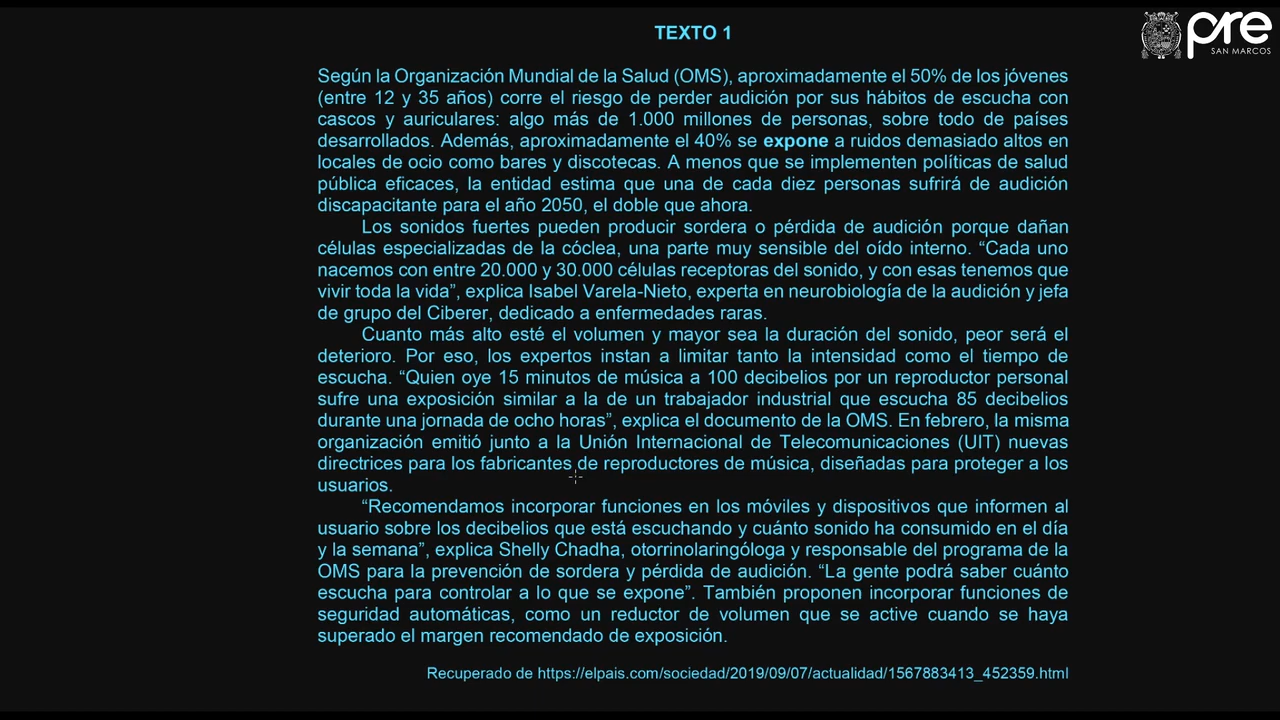 pre
SAN MARCOS
TEXTO 1
Según la Organización Mundial de la Salud (OMS), aproximadamente el 50% de los jóvenes
(entre 12 y 35 años) corre el riesgo de perder audición por sus hábitos de escucha con
cascos y auriculares: algo más de 1.000 millones de personas, sobre todo de países
desarrollados. Además, aproximadamente el 40% se expone a ruidos demasiado altos en
locales de ocio como bares y discotecas. A menos que se implementen políticas de salud
pública eficaces, la entidad estima que una de cada diez personas sufrirá de audición
discapacitante para el año 2050, el doble que ahora.
Los sonidos fuertes pueden producir sordera o pérdida de audición porque dañan
células especializadas de la cóclea, una parte muy sensible del oído interno. “Cada uno
nacemos con entre 20.000 y 30.000 células receptoras del sonido, y con esas tenemos que
vivir toda la vida”, explica Isabel Varela-Nieto, experta en neurobiología de la audición y jefa
de grupo del Ciberer, dedicado a enfermedades raras.
Cuanto más alto esté el volumen y mayor sea la duración del sonido, peor será el
deterioro. Por eso, los expertos instan a limitar tanto la intensidad como el tiempo de
escucha. “Quien oye 15 minutos de música a 100 decibelios por un reproductor personal
sufre una exposición similar a la de un trabajador industrial que escucha 85 decibelios
durante una jornada de ocho horas”, explica el documento de la OMS. En febrero, la misma
organización emitió junto a la Unión Internacional de Telecomunicaciones (UIT) nuevas
directrices para los fabricantes de reproductores de música, diseñadas para proteger a los
usuarios.
“Recomendamos incorporar funciones en los móviles y dispositivos que informen al
usuario sobre los decibelios que está escuchando y cuánto sonido ha consumido en el día
y la semana”, explica Shelly Chadha, otorrinolaringóloga y responsable del programa de la
OMS para la prevención de sordera y pérdida de audición. “La gente podrá saber cuánto
escucha para controlar a lo que se expone”. También proponen incorporar funciones de
seguridad automáticas, como un reductor de volumen que se active cuando se haya
superado el margen recomendado de exposición.
Recuperado de https://elpais.com/sociedad/2019/09/07/actualidad/1567883413_452359.html